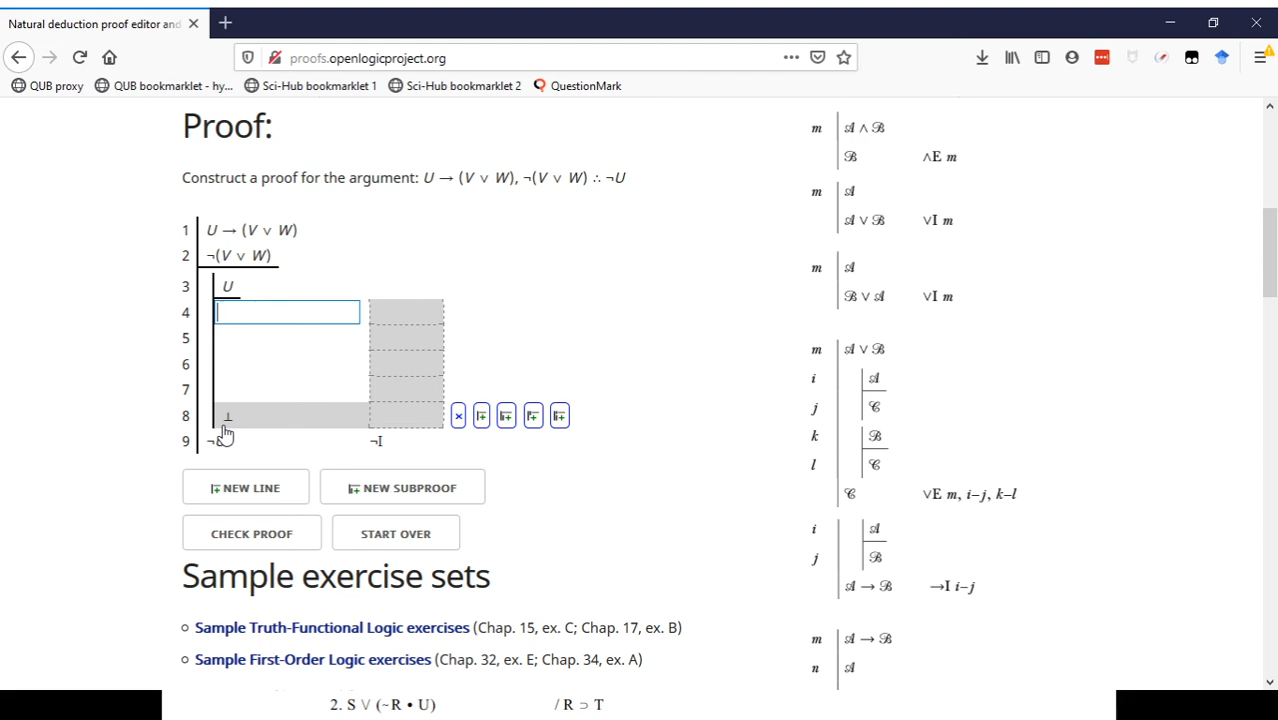 Natural deduction proof editor and
proofs.openlogicproject.org
QUB proxy QUB bookmarklet - hy... Sci-Hub bookmarklet 1 Sci-Hub bookmarklet 2 QuestionMark
Proof:
Construct a proof for the argument: U → (V ∨ W), ¬(V ∨ W) ∴ ¬U
1 U → (V ∨ W)
2 ¬(V ∨ W)
3 U
4
5
6
7
8 ⊥
9 ¬ ¬I
NEW LINE NEW SUBPROOF
CHECK PROOF START OVER
Sample exercise sets
Sample Truth-Functional Logic exercises (Chap. 15, ex. C; Chap. 17, ex. B)
Sample First-Order Logic exercises (Chap. 32, ex. E; Chap. 34, ex. A)
2. S ∨ (~R • U) / R ⊃ T
m 𝒜 ∧ ℬ
ℬ ∧E m
m 𝒜
𝒜 ∨ ℬ ∨I m
m 𝒜
ℬ ∨ 𝒜 ∨I m
m 𝒜 ∨ ℬ
i 𝒜
j 𝒞
k ℬ
l 𝒞
𝒞 ∨E m, i–j, k–l
i 𝒜
j ℬ
𝒜 → ℬ →I i–j
m 𝒜 → ℬ
n 𝒜